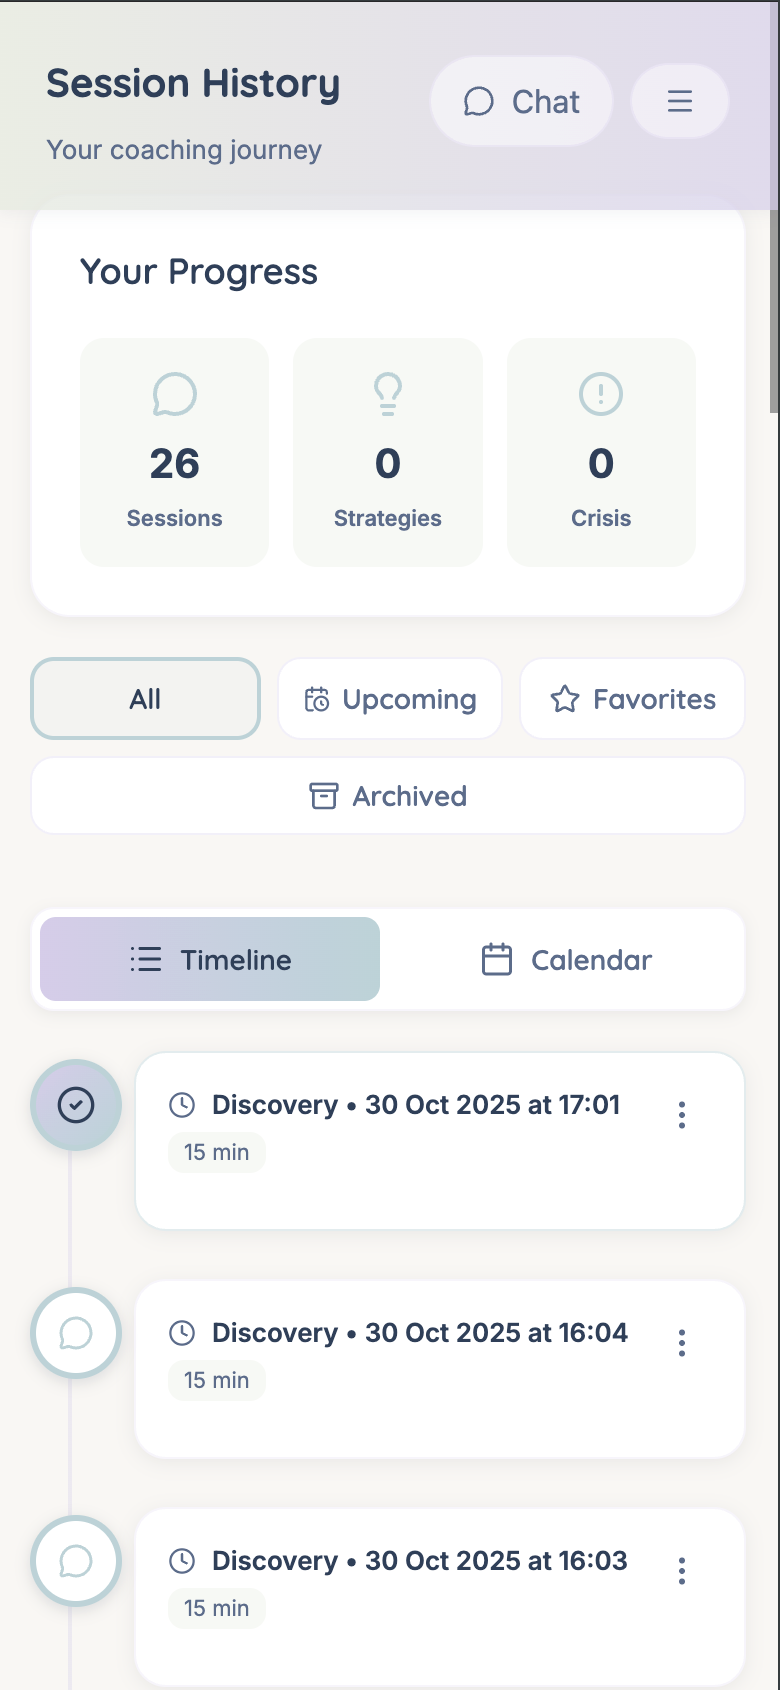 Session History
Your coaching journey
Chat
Your Progress
26
Sessions
0
Strategies
0
Crisis
All
Upcoming
Favorites
Archived
Timeline
Calendar
Discovery • 30 Oct 2025 at 17:01
15 min
Discovery • 30 Oct 2025 at 16:04
15 min
Discovery • 30 Oct 2025 at 16:03
15 min